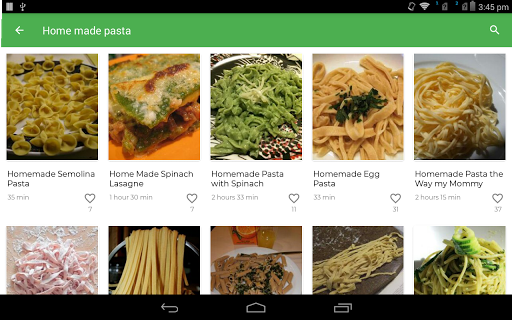 3:45 pm
Home made pasta
Homemade Semolina
Pasta
35 min
7
Home Made Spinach
Lasagne
1 hour 30 min
7
Homemade Pasta
with Spinach
2 hours 33 min
11
Homemade Egg
Pasta
33 min
31
Homemade Pasta the
Way my Mommy
2 hours 15 min
37